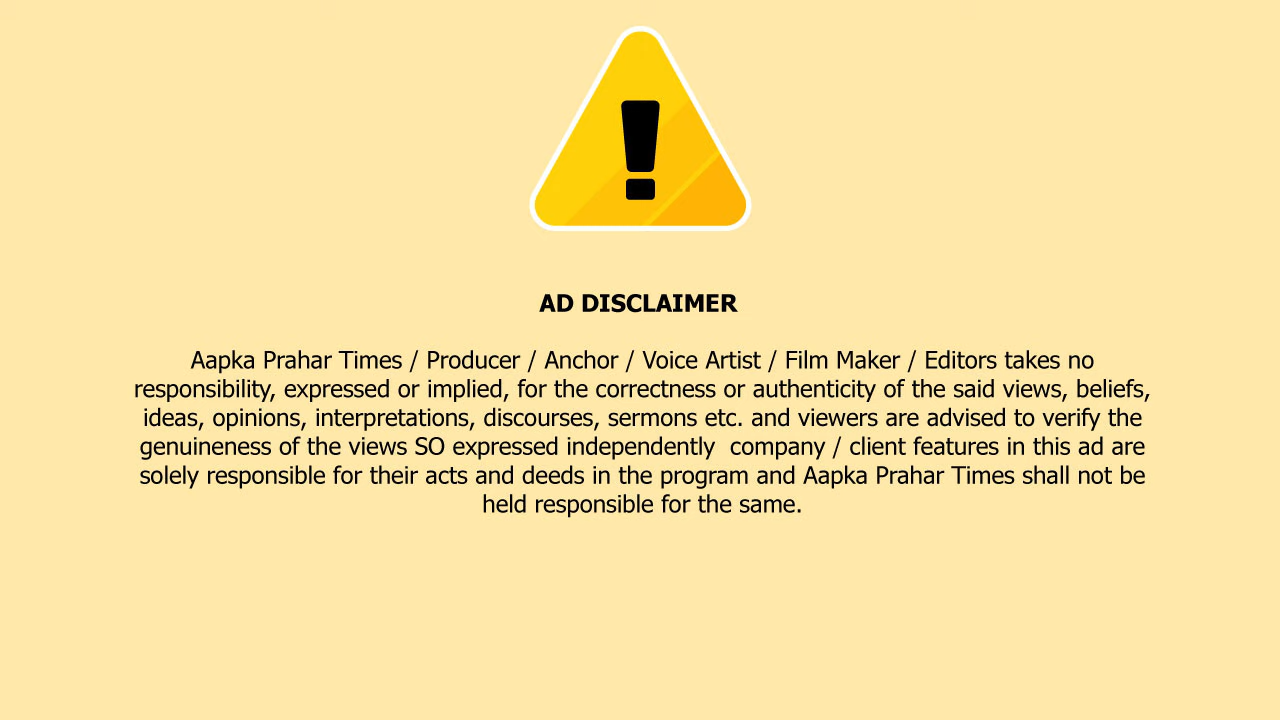 AD DISCLAIMER
Aapka Prahar Times / Producer / Anchor / Voice Artist / Film Maker / Editors takes no
responsibility, expressed or implied, for the correctness or authenticity of the said views, beliefs,
ideas, opinions, interpretations, discourses, sermons etc. and viewers are advised to verify the
genuineness of the views SO expressed independently  company / client features in this ad are
solely responsible for their acts and deeds in the program and Aapka Prahar Times shall not be
held responsible for the same.